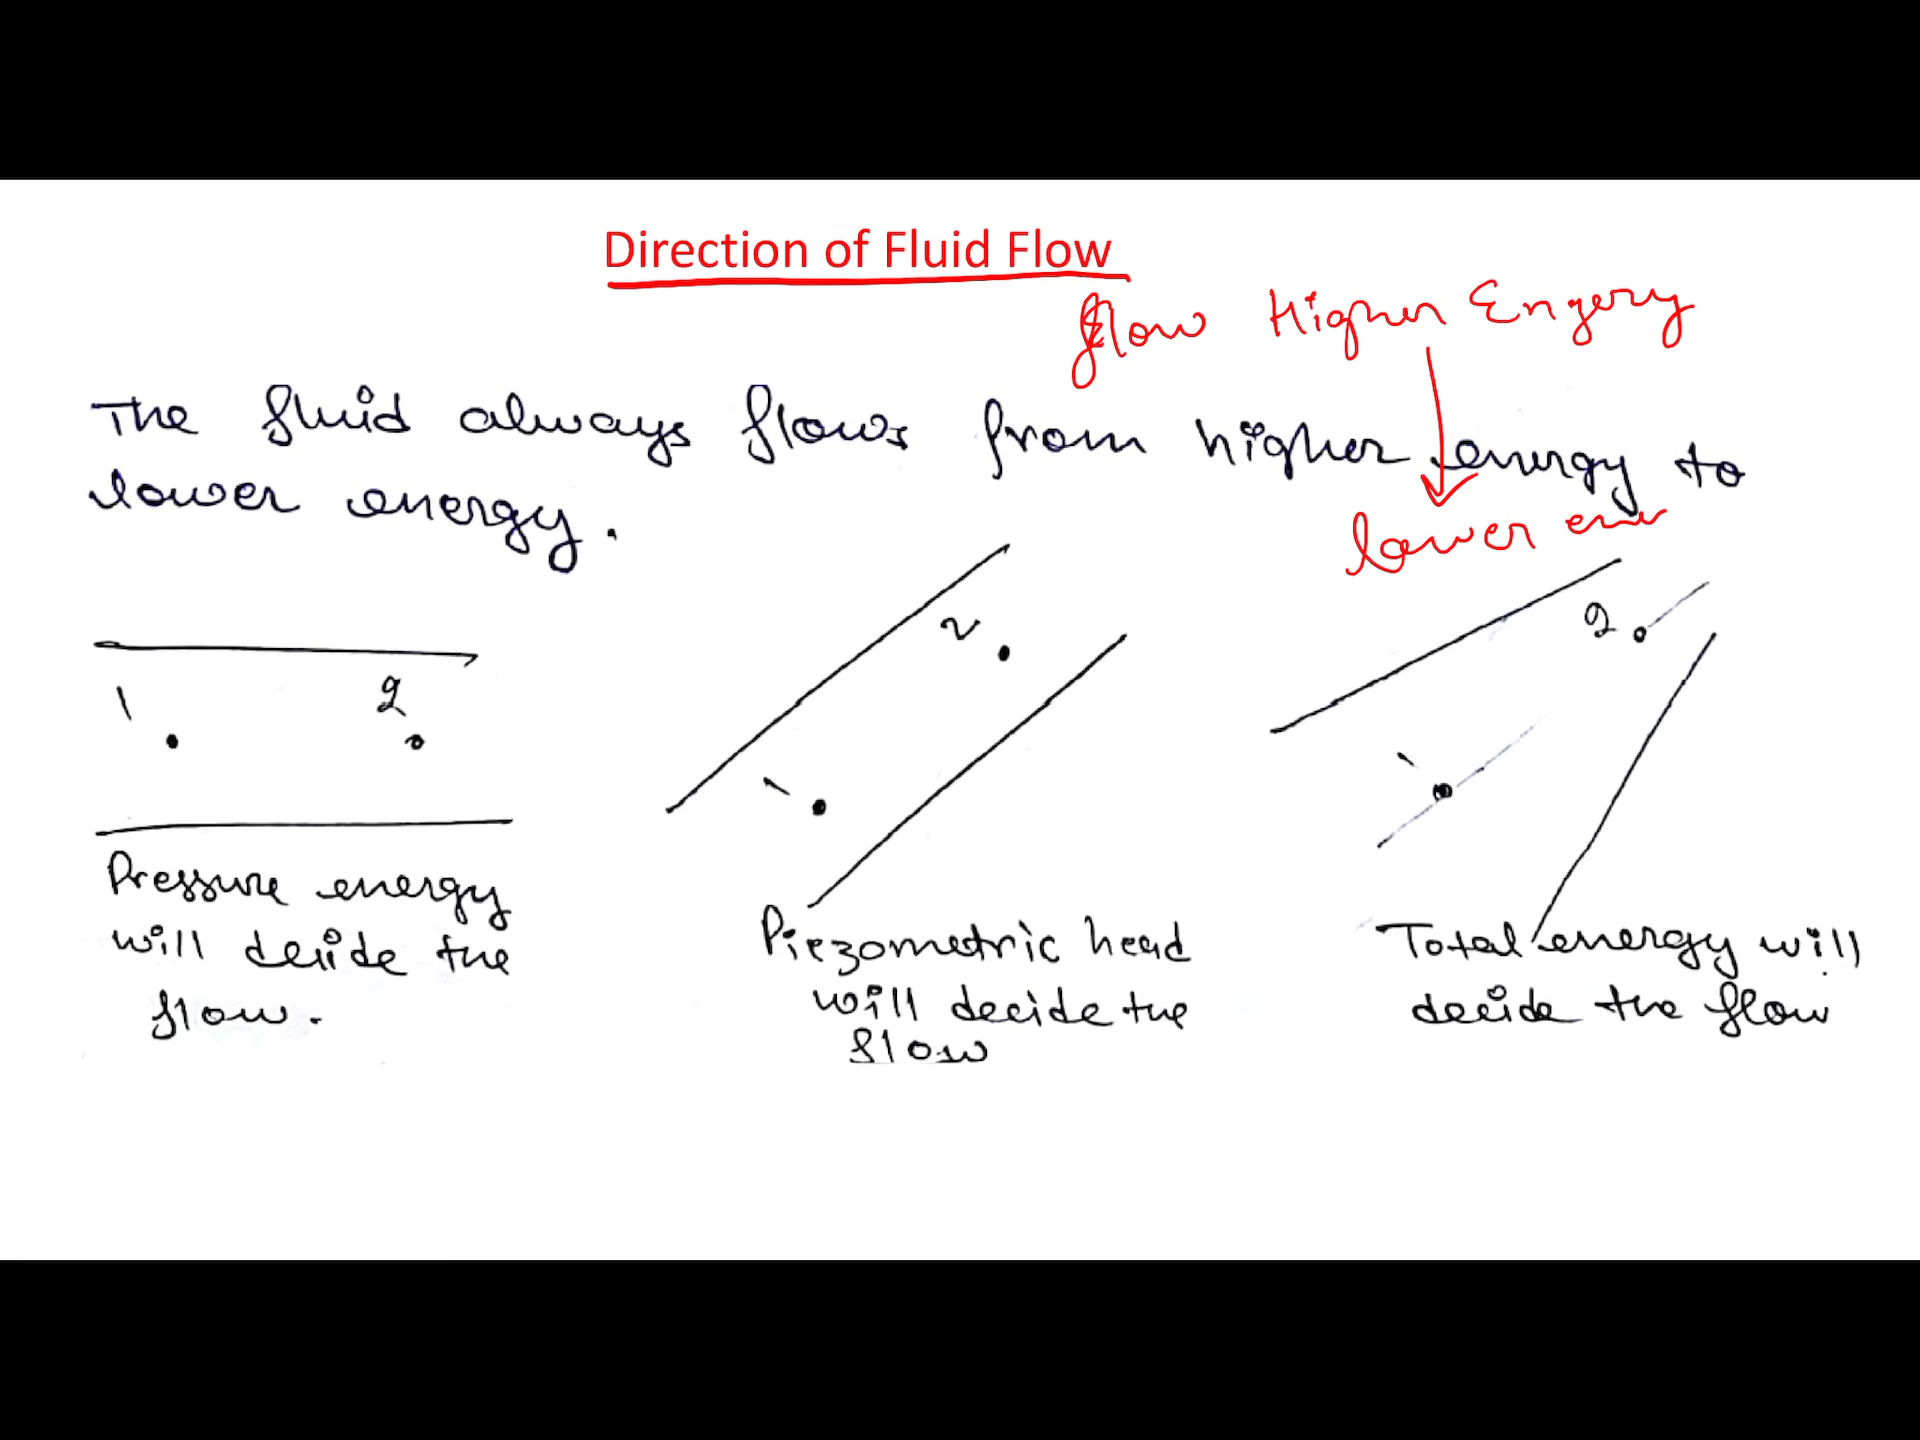 Direction of Fluid Flow
flow Higher Engery
The fluid always flows from higher energy to
lower energy.
lower ene
1 2
2
1
2
1
Pressure energy
will decide the
flow.
Piezometric head
will decide the
flow
Total energy will
decide the flow